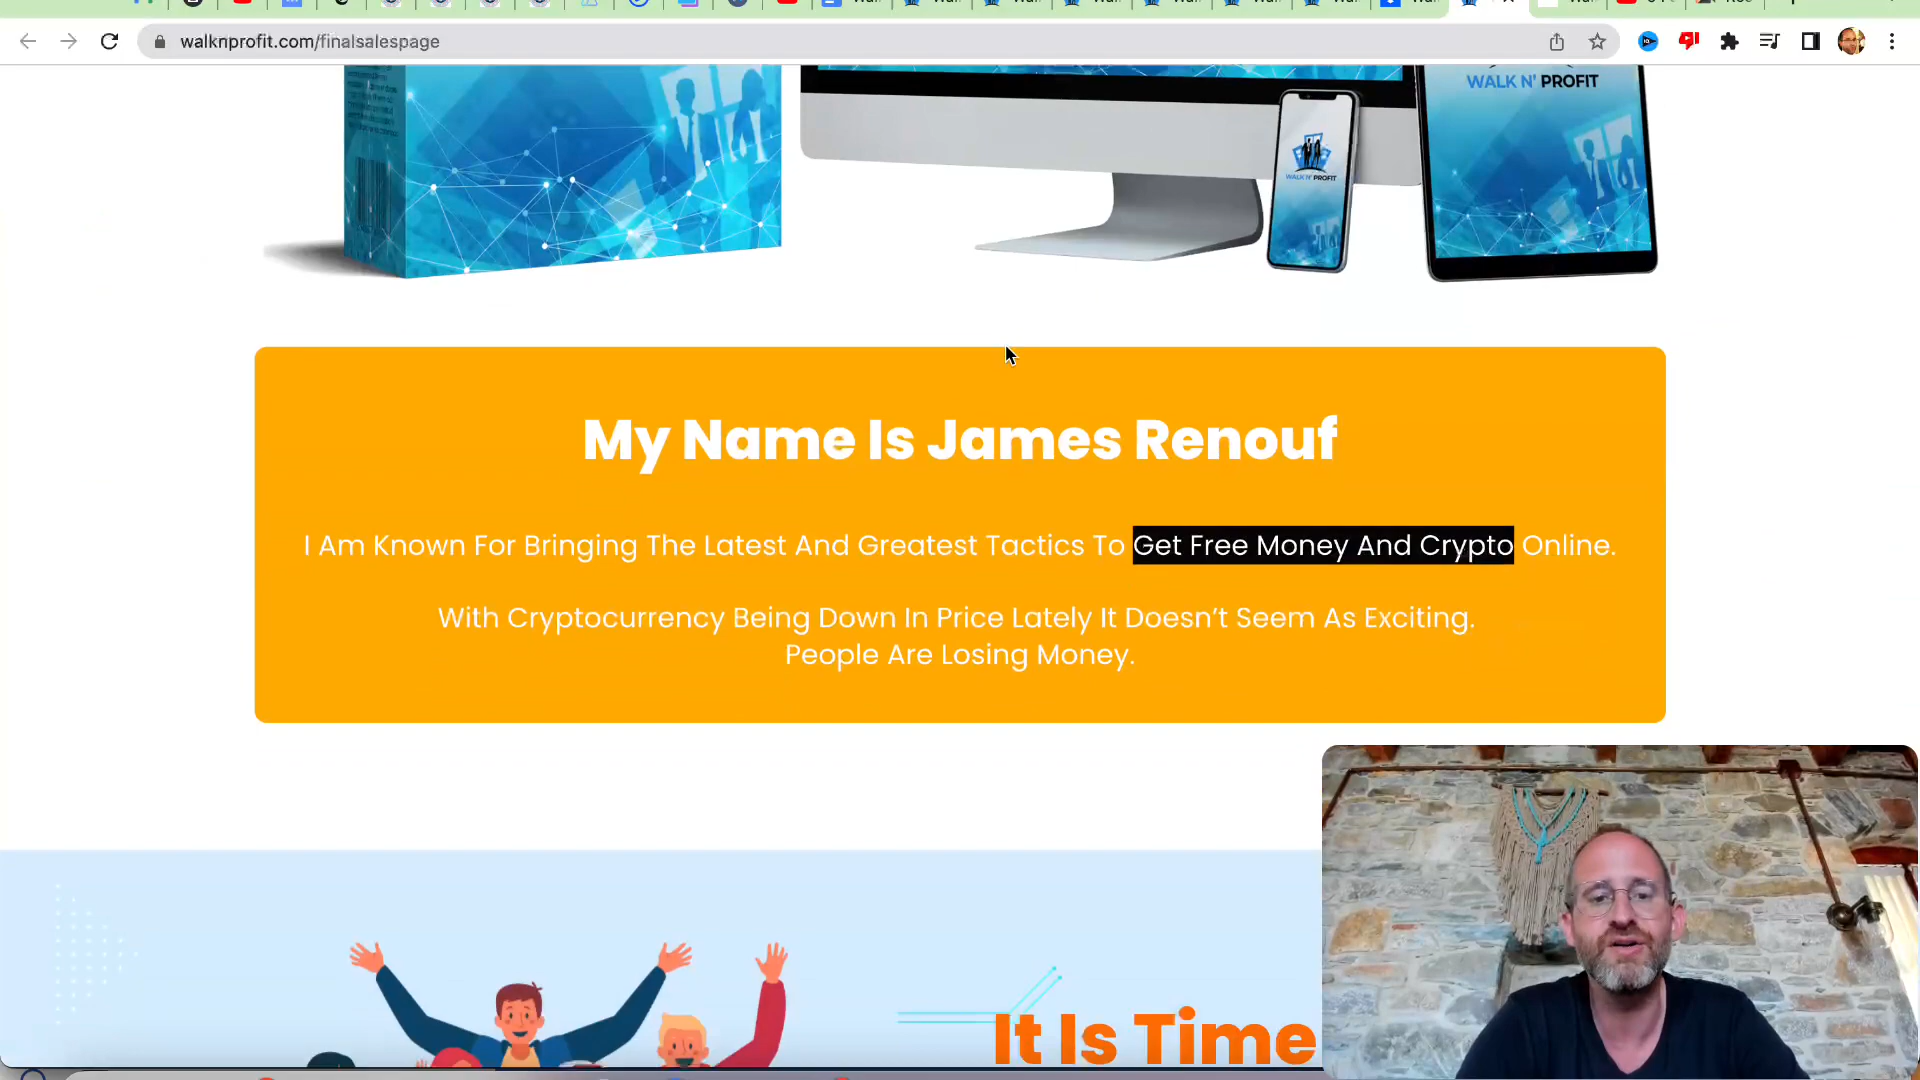 walknprofit.com/finalsalespage
WALK N' PROFIT
WALK N' PROFIT
My Name Is James Renouf
I Am Known For Bringing The Latest And Greatest Tactics To Get Free Money And Crypto Online.
With Cryptocurrency Being Down In Price Lately It Doesn’t Seem As Exciting.
People Are Losing Money.
It Is Time